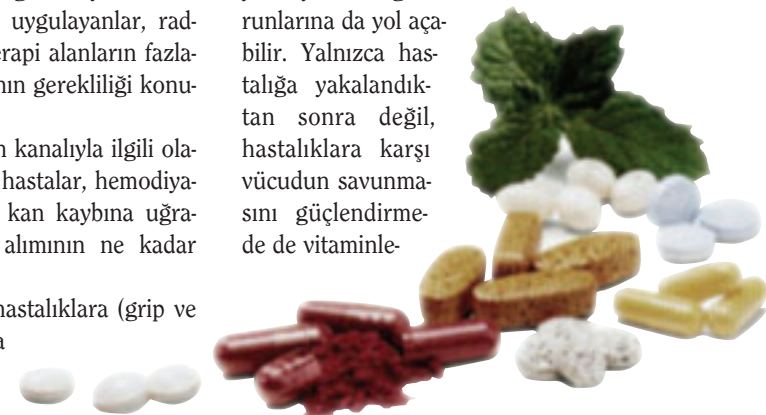 uygulayanlar, rad-
erapi alanların fazla-
nın gerekliliği konu-
n kanalıyla ilgili ola-
hastalar, hemodiya-
kan kaybına uğra-
alımının ne kadar
hastalıklara (grip ve
a
runlarına da yol aça-
bilir. Yalnızca has-
talığa yakalandık-
tan sonra değil,
hastalıklara karşı
vücudun savunma-
sını güçlendirme-
de de vitaminle-